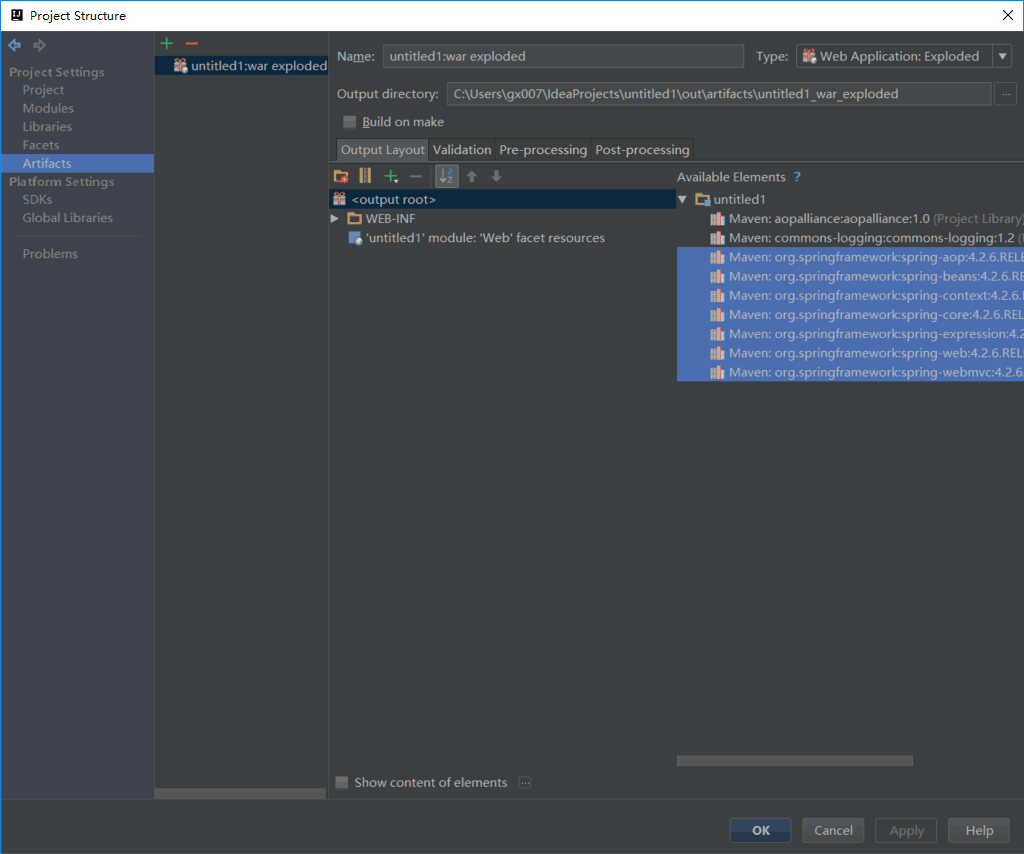 Project Structure
Project Settings
Project
Modules
Libraries
Facets
Artifacts
Platform Settings
SDKs
Global Libraries
Problems
untitled1:war exploded
Name: untitled1:war exploded Type: Web Application: Exploded
Output directory: C:\Users\gx007\IdeaProjects\untitled1\out\artifacts\untitled1_war_exploded ...
Build on make
Output Layout Validation Pre-processing Post-processing
<output root>
WEB-INF
'untitled1' module: 'Web' facet resources
Available Elements ?
untitled1
Maven: aopalliance:aopalliance:1.0 (Project Library)
Maven: commons-logging:commons-logging:1.2 (
Maven: org.springframework:spring-aop:4.2.6.RELE
Maven: org.springframework:spring-beans:4.2.6.RE
Maven: org.springframework:spring-context:4.2.6.
Maven: org.springframework:spring-core:4.2.6.REL
Maven: org.springframework:spring-expression:4.2
Maven: org.springframework:spring-web:4.2.6.REL
Maven: org.springframework:spring-webmvc:4.2.6.
Show content of elements ...
OK Cancel Apply Help